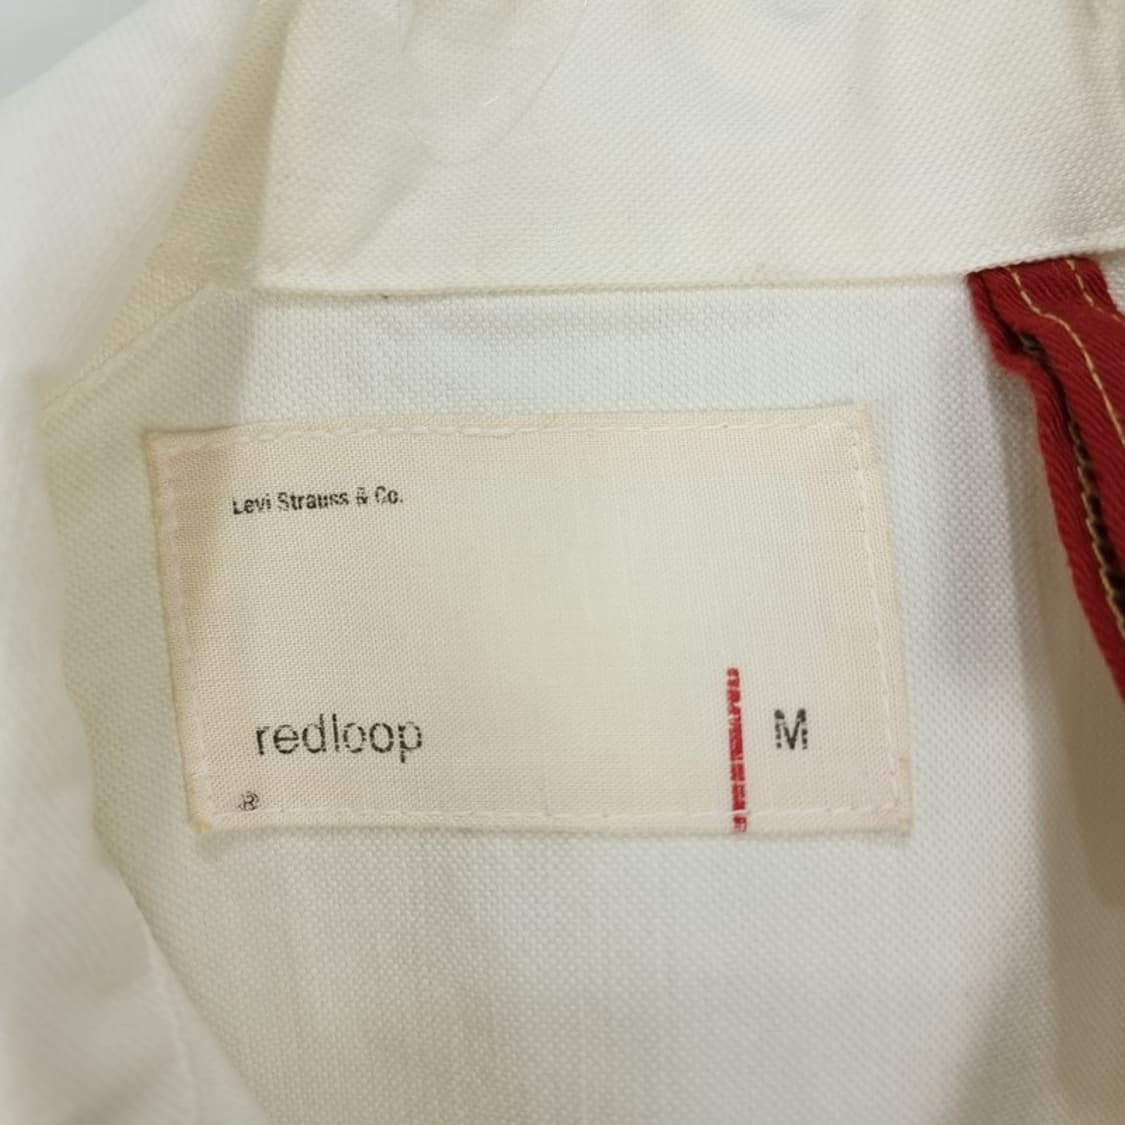 Levi Strauss & Co.
redloop
M
®